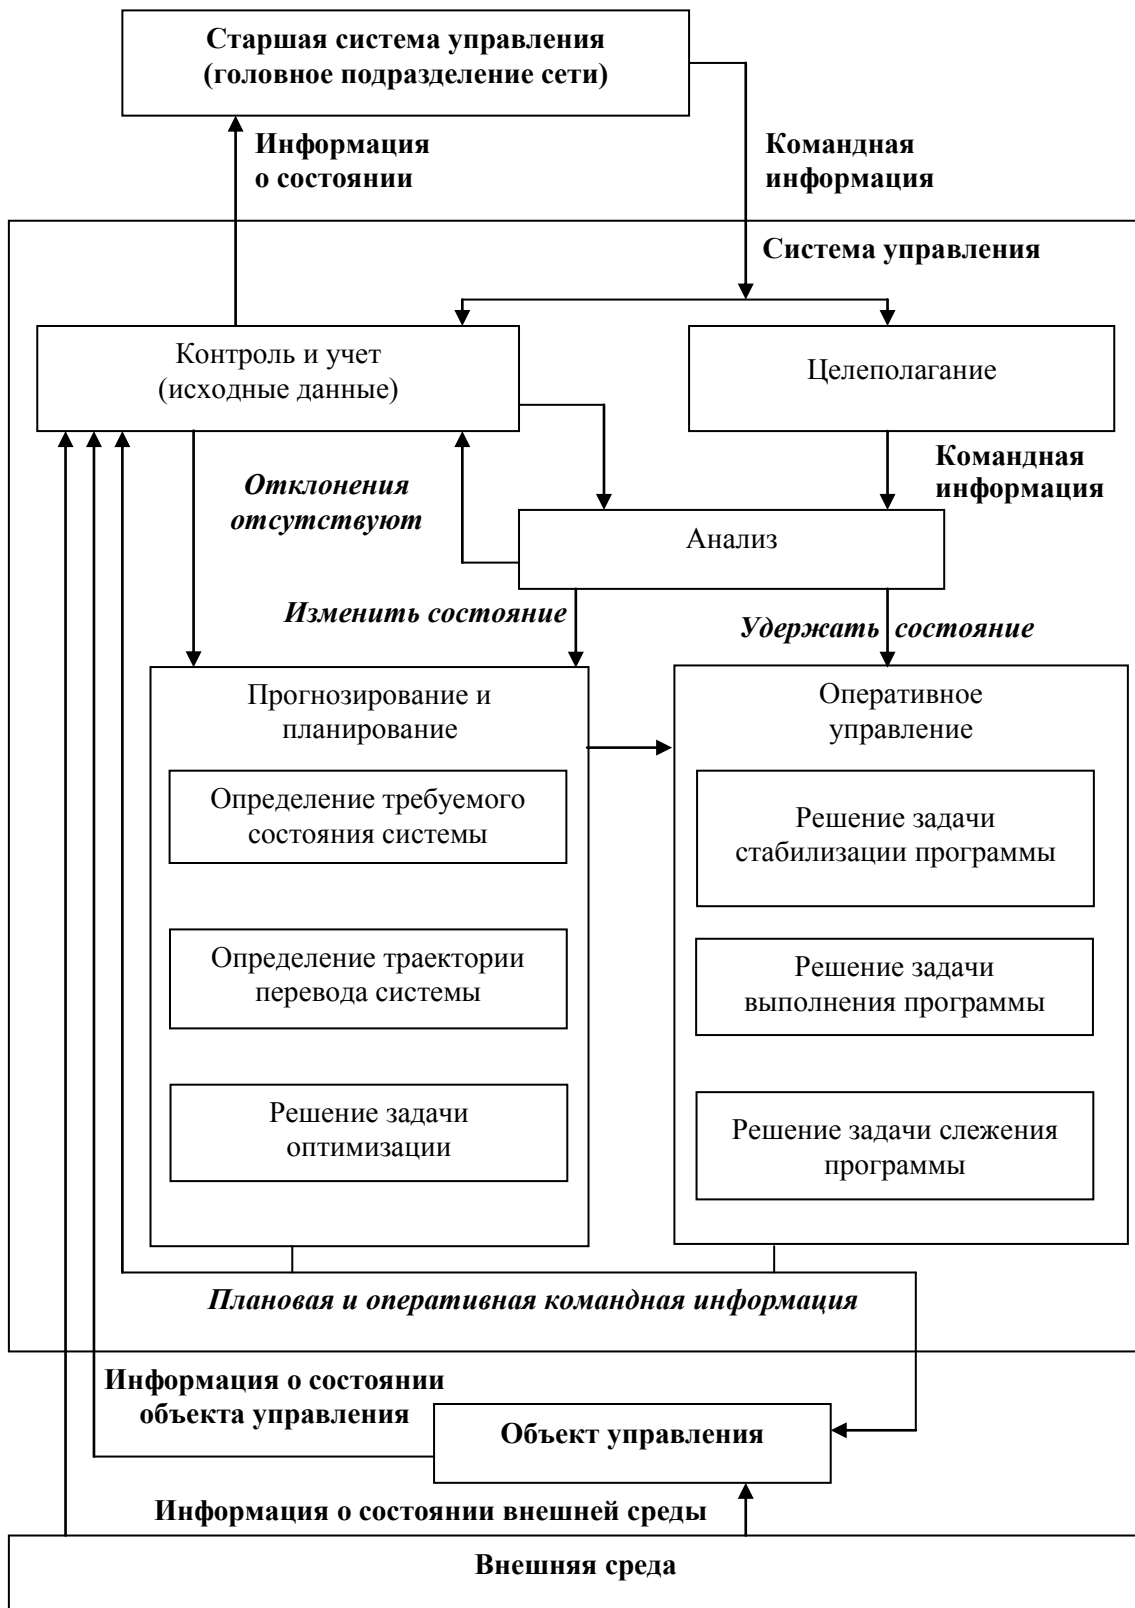 Старшая система управления
(головное подразделение сети)
Информация
о состоянии
Командная
информация
Система управления
Контроль и учет
(исходные данные)
Целеполагание
Командная
информация
Отклонения
отсутствуют
Анализ
Изменить состояние
Удержать состояние
Прогнозирование и
планирование
Определение требуемого
состояния системы
Определение траектории
перевода системы
Решение задачи
оптимизации
Оперативное
управление
Решение задачи
стабилизации программы
Решение задачи
выполнения программы
Решение задачи слежения
программы
Плановая и оперативная командная информация
Информация о состоянии
объекта управления
Объект управления
Информация о состоянии внешней среды
Внешняя среда